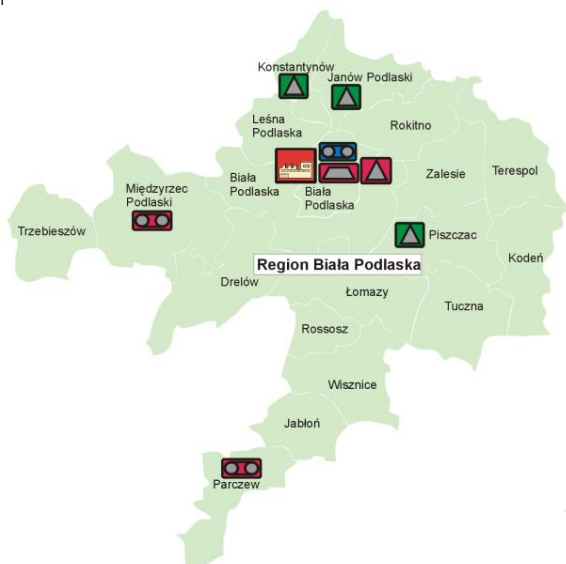 Konstantynów
Janów Podlaski
Leśna
Podlaska
Rokitno
Biała
Podlaska
Biała
Podlaska
Zalesie
Terespol
Międzyrzec
Podlaski
Trzebieszów
Piszczac
Kodeń
Region Biała Podlaska
Drelów
Łomazy
Tuczna
Rossosz
Wisznice
Jabłoń
Parczew